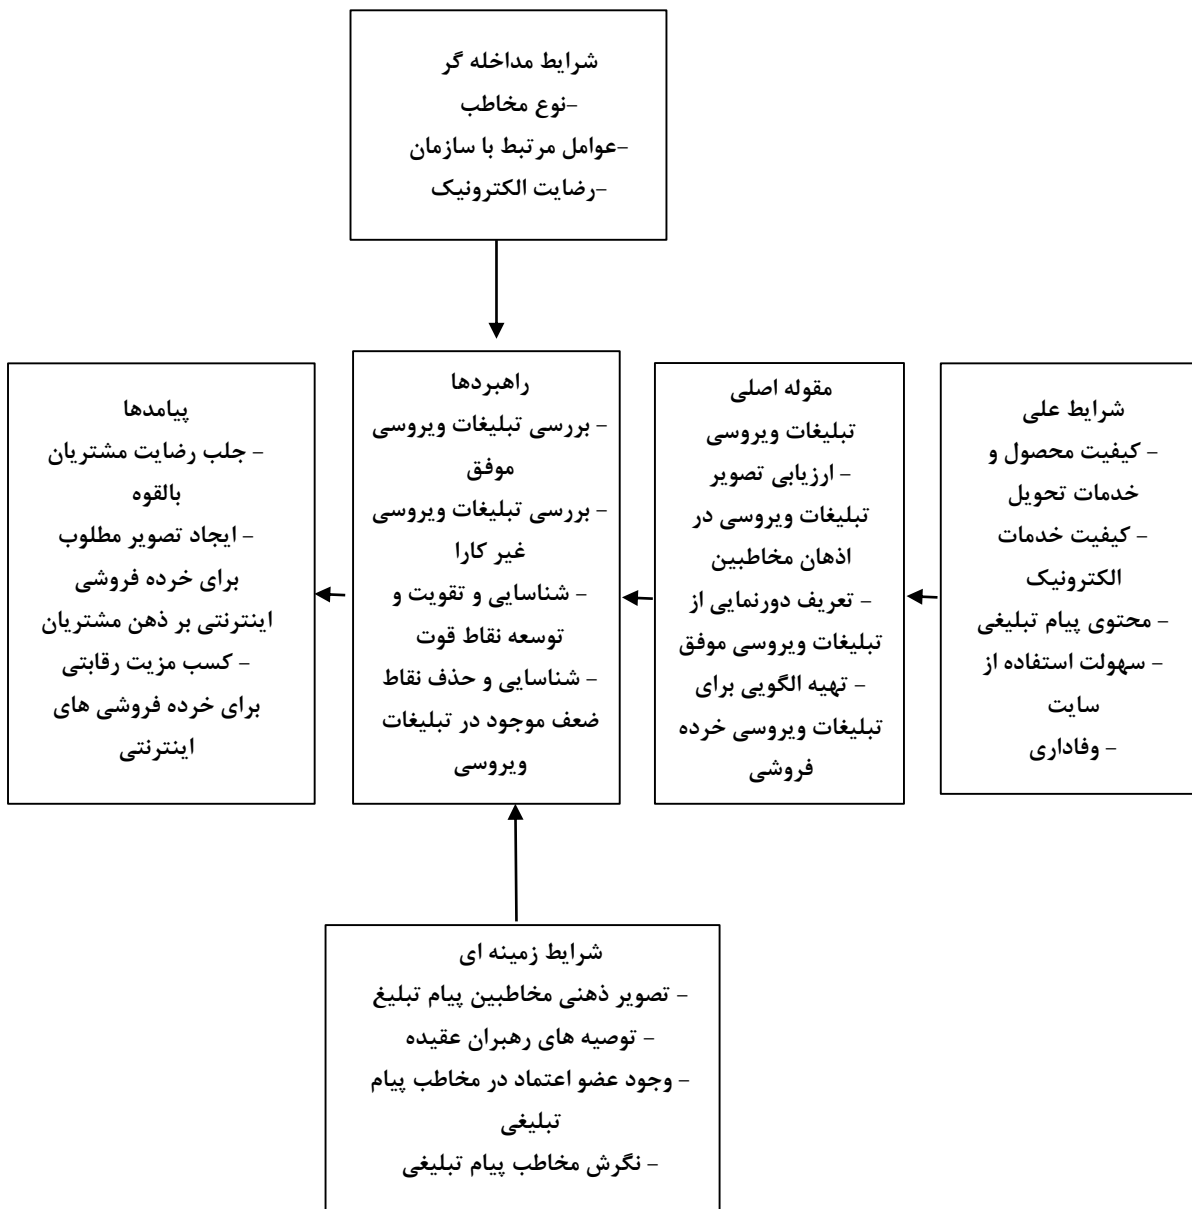 شرایط مداخله گر
–نوع مخاطب
–عوامل مرتبط با سازمان
–رضایت الکترونیک
شرایط علی
– کیفیت محصول و
خدمات تحویل
– کیفیت خدمات
الکترونیک
– محتوی پیام تبلیغی
– سهولت استفاده از
سایت
– وفاداری
مقوله اصلی
تبلیغات ویروسی
– ارزیابی تصویر
تبلیغات ویروسی در
اذهان مخاطبین
– تعریف دورنمایی از
تبلیغات ویروسی موفق
– تهیه الگویی برای
تبلیغات ویروسی خرده
فروشی
راهبردها
– بررسی تبلیغات ویروسی
موفق
– بررسی تبلیغات ویروسی
غیر کارا
– شناسایی و تقویت و
توسعه نقاط قوت
– شناسایی و حذف نقاط
ضعف موجود در تبلیغات
ویروسی
پیامدها
– جلب رضایت مشتریان
بالقوه
– ایجاد تصویر مطلوب
برای خرده فروشی
اینترنتی بر ذهن مشتریان
– کسب مزیت رقابتی
برای خرده فروشی های
اینترنتی
شرایط زمینه ای
– تصویر ذهنی مخاطبین پیام تبلیغ
– توصیه های رهبران عقیده
– وجود عضو اعتماد در مخاطب پیام
تبلیغی
– نگرش مخاطب پیام تبلیغی